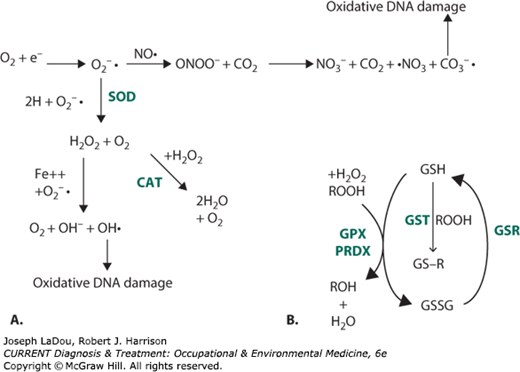 Oxidative DNA damage
O₂ + e⁻ O₂⁻• NO• ONOO⁻ + CO₂ NO₃⁻ + CO₂ + •NO₃ + CO₃⁻•
2H + O₂⁻• SOD
H₂O₂ + O₂
Fe++
+O₂⁻•
+H₂O₂
CAT
2H₂O
+ O₂
O₂ + OH⁻ + OH•
Oxidative DNA damage
A.
+H₂O₂
ROOH
GSH
GST ROOH
GSR
GPX
PRDX
GS–R
ROH
+
H₂O
GSSG
B.
Joseph LaDou, Robert J. Harrison
CURRENT Diagnosis & Treatment: Occupational & Environmental Medicine, 6e
Copyright © McGraw Hill. All rights reserved.